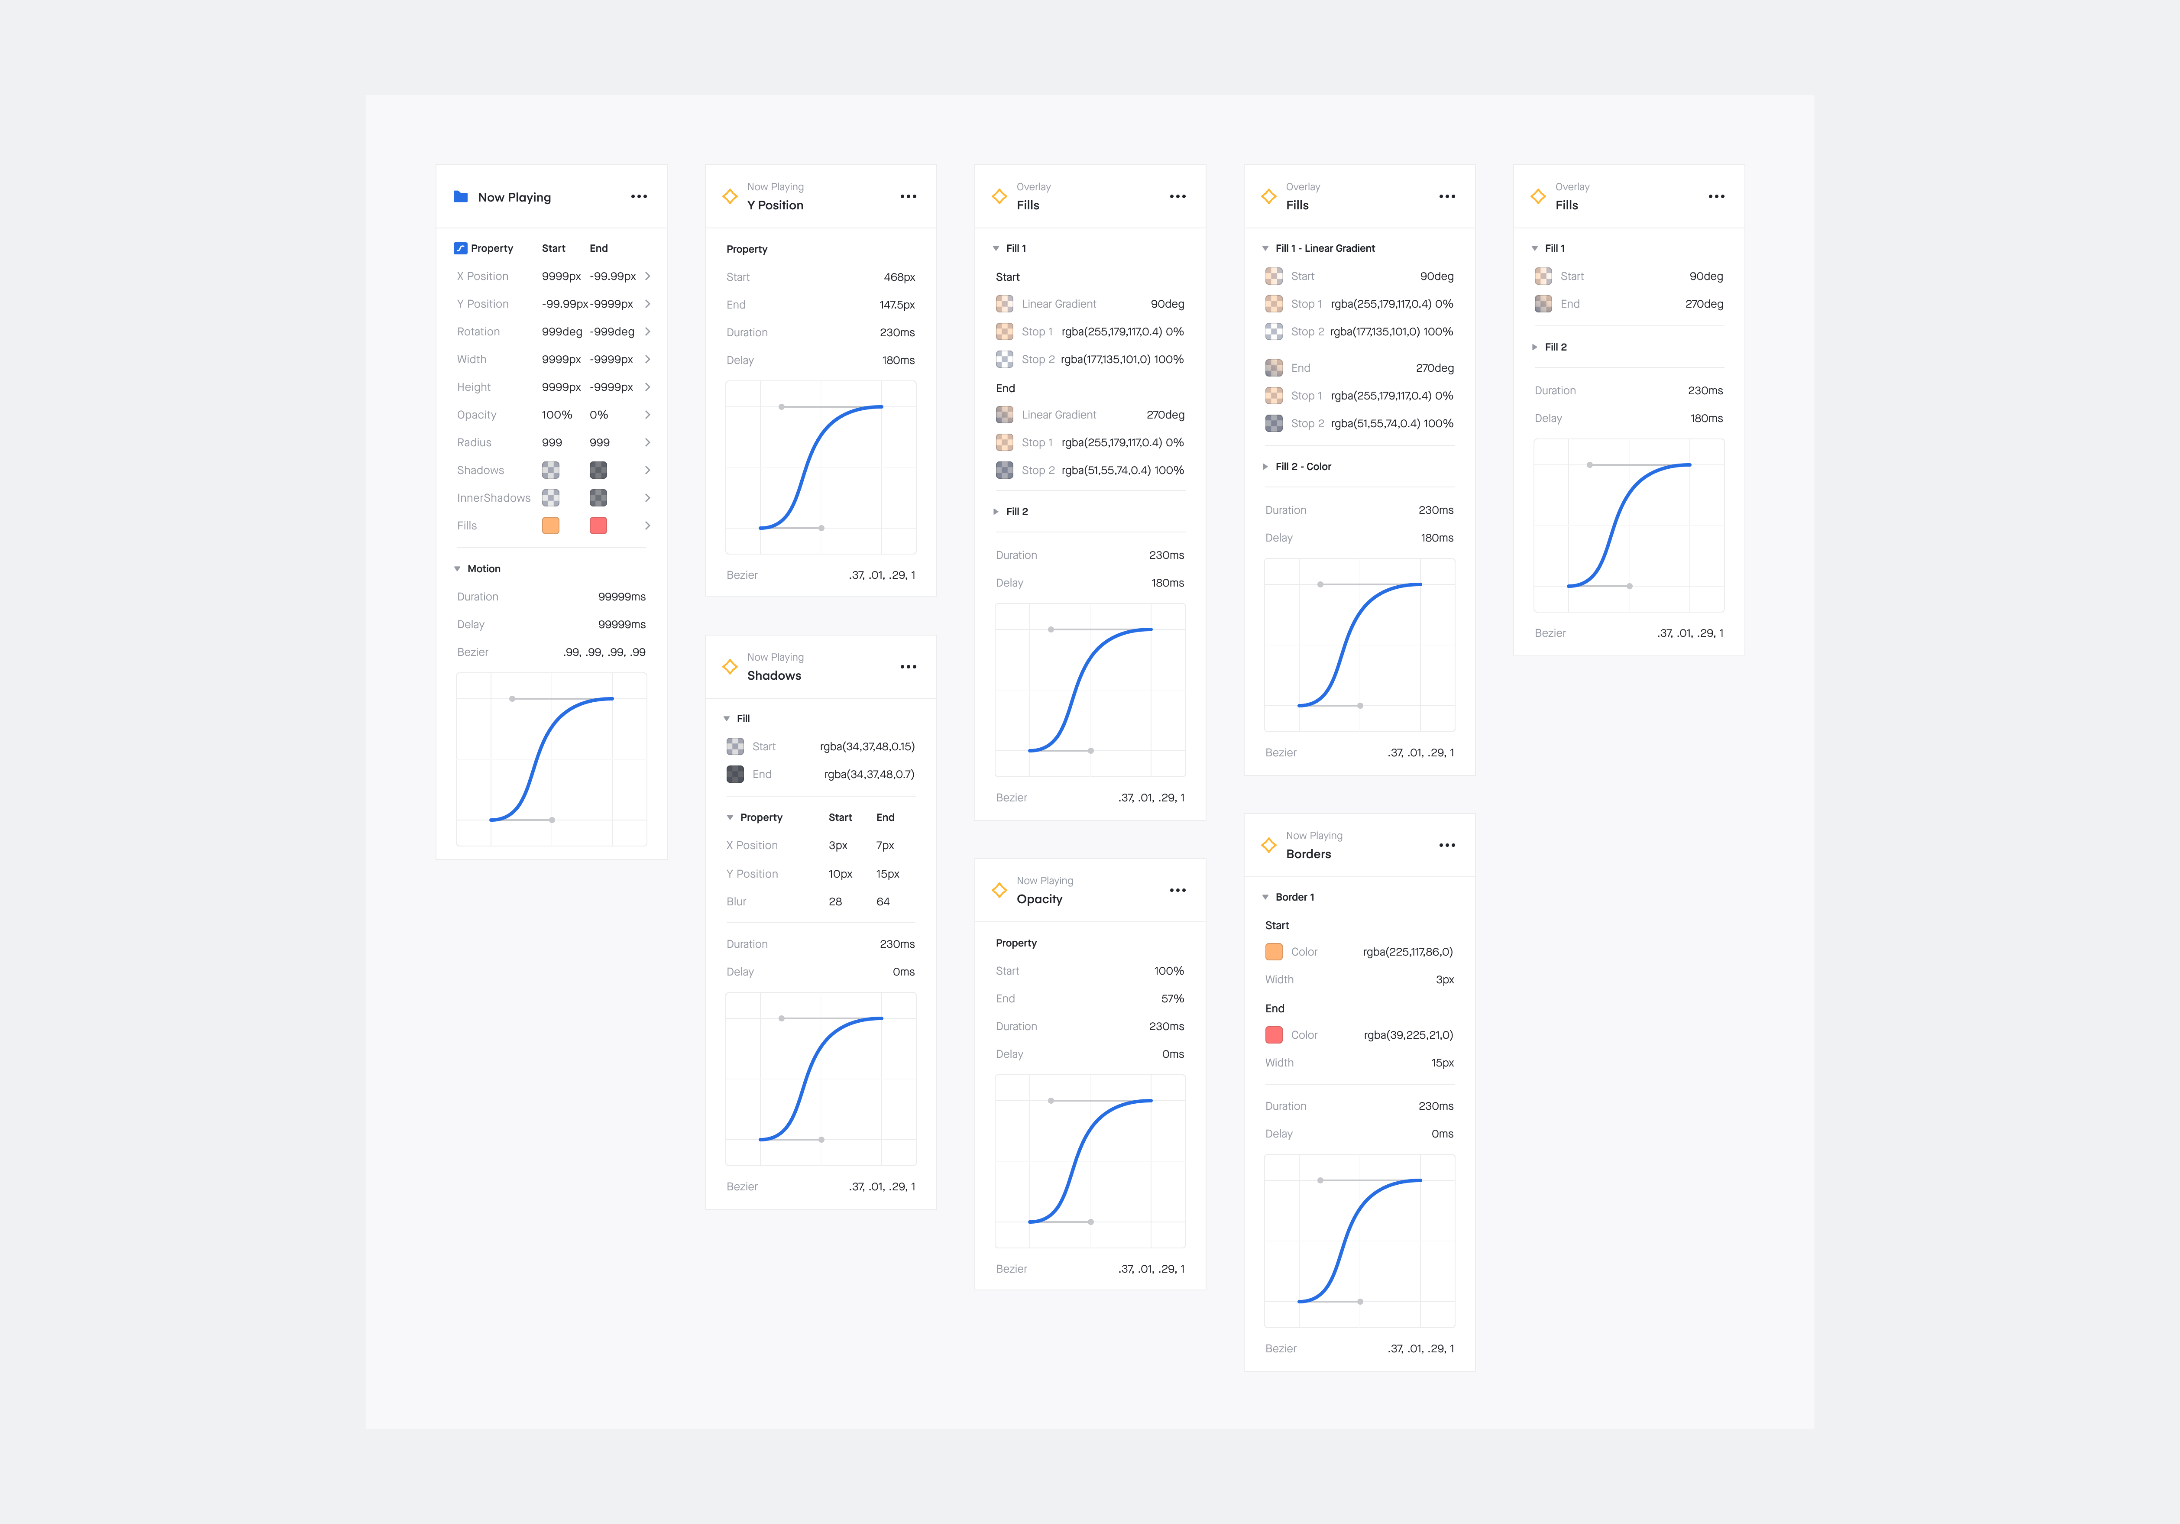 Now Playing
Property Start End
X Position 9999px -99.99px
Y Position -99.99px -9999px
Rotation 999deg -999deg
Width 9999px -9999px
Height 9999px -9999px
Opacity 100% 0%
Radius 999 999
Shadows
InnerShadows
Fills
Motion
Duration 99999ms
Delay 99999ms
Bezier .99, .99, .99, .99
Now Playing
Y Position
Property
Start 468px
End 147.5px
Duration 230ms
Delay 180ms
Bezier .37, .01, .29, 1
Now Playing
Shadows
Fill
Start rgba(34,37,48,0.15)
End rgba(34,37,48,0.7)
Property Start End
X Position 3px 7px
Y Position 10px 15px
Blur 28 64
Duration 230ms
Delay 0ms
Bezier .37, .01, .29, 1
Overlay
Fills
Fill 1
Start
Linear Gradient 90deg
Stop 1 rgba(255,179,117,0.4) 0%
Stop 2 rgba(177,135,101,0) 100%
End
Linear Gradient 270deg
Stop 1 rgba(255,179,117,0.4) 0%
Stop 2 rgba(51,55,74,0.4) 100%
Fill 2
Duration 230ms
Delay 180ms
Bezier .37, .01, .29, 1
Now Playing
Opacity
Property
Start 100%
End 57%
Duration 230ms
Delay 0ms
Bezier .37, .01, .29, 1
Overlay
Fills
Fill 1 - Linear Gradient
Start 90deg
Stop 1 rgba(255,179,117,0.4) 0%
Stop 2 rgba(177,135,101,0) 100%
End 270deg
Stop 1 rgba(255,179,117,0.4) 0%
Stop 2 rgba(51,55,74,0.4) 100%
Fill 2 - Color
Duration 230ms
Delay 180ms
Bezier .37, .01, .29, 1
Now Playing
Borders
Border 1
Start
Color rgba(225,117,86,0)
Width 3px
End
Color rgba(39,225,21,0)
Width 15px
Duration 230ms
Delay 0ms
Bezier .37, .01, .29, 1
Overlay
Fills
Fill 1
Start 90deg
End 270deg
Fill 2
Duration 230ms
Delay 180ms
Bezier .37, .01, .29, 1